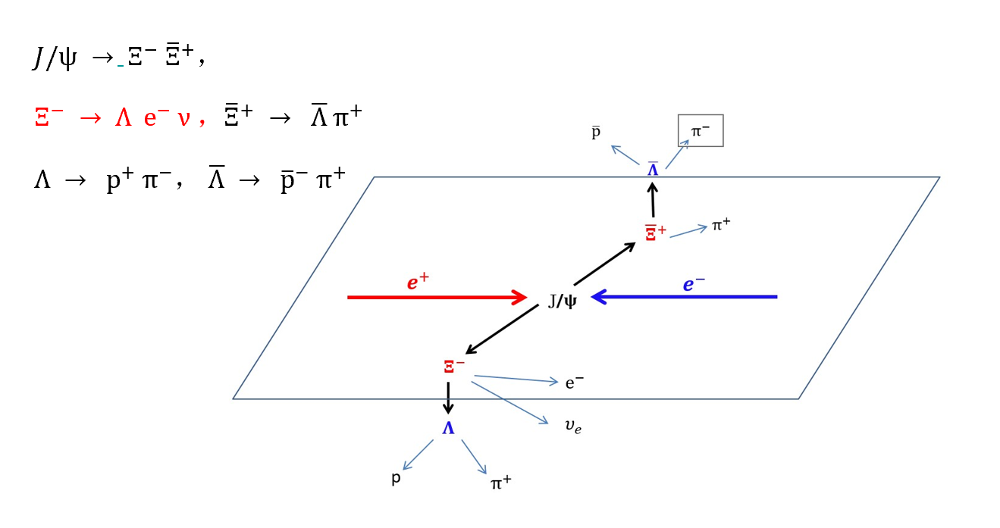 J/ψ → Ξ⁻ Ξ̄⁺,
Ξ⁻ → Λ e⁻ ν, Ξ̄⁺ → Λ̄ π⁺
Λ → p⁺ π⁻, Λ̄ → p̄⁻ π⁺
p̄
π⁻
Λ̄
Ξ̄⁺
π⁺
e⁺
e⁻
J/ψ
Ξ⁻
e⁻
Λ
υₑ
p
π⁺